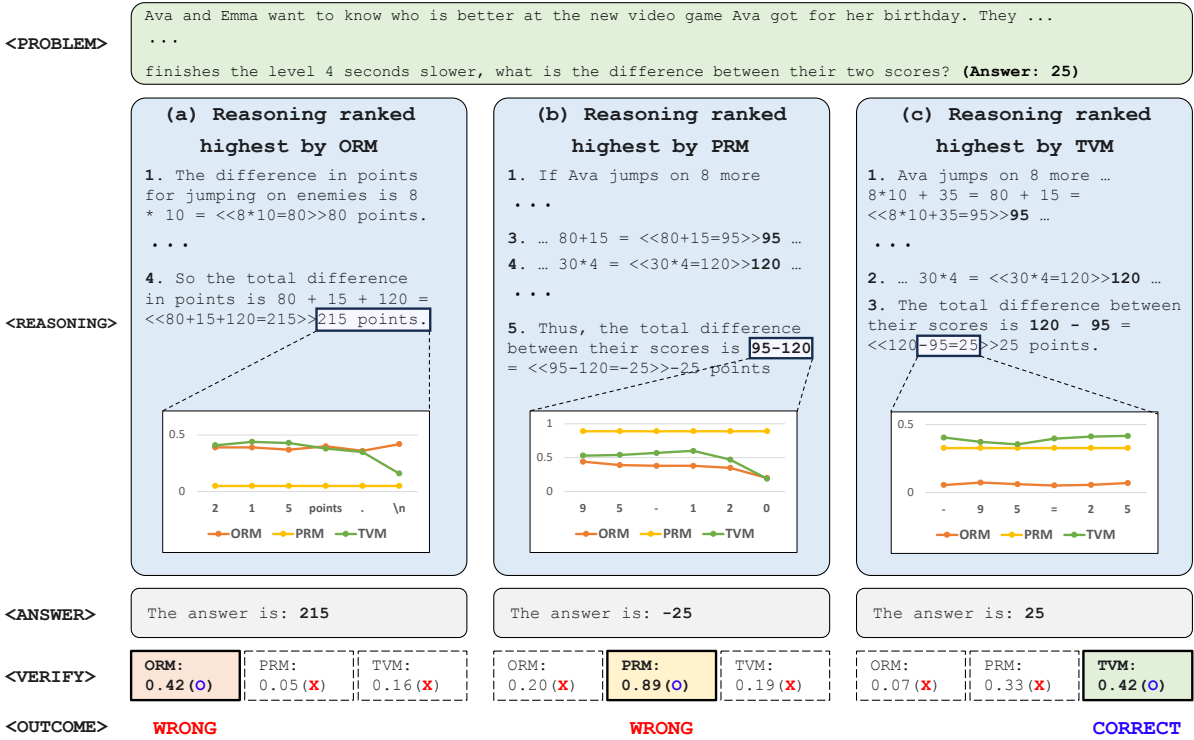 <PROBLEM>
Ava and Emma want to know who is better at the new video game Ava got for her birthday. They ...
...
finishes the level 4 seconds slower, what is the difference between their two scores? (Answer: 25)
<REASONING>
(a) Reasoning ranked
highest by ORM
1. The difference in points
for jumping on enemies is 8
* 10 = <<8*10=80>>80 points.
...
4. So the total difference
in points is 80 + 15 + 120 =
<<80+15+120=215>>215 points.
0.5
0
2 1 5 points . \n
ORM PRM TVM
(b) Reasoning ranked
highest by PRM
1. If Ava jumps on 8 more
...
3. … 80+15 = <<80+15=95>>95 …
4. … 30*4 = <<30*4=120>>120 …
...
5. Thus, the total difference
between their scores is 95-120
= <<95-120=-25>>-25 points
1
0.5
0
9 5 - 1 2 0
ORM PRM TVM
(c) Reasoning ranked
highest by TVM
1. Ava jumps on 8 more …
8*10 + 35 = 80 + 15 =
<<8*10+35=95>>95 …
...
2. … 30*4 = <<30*4=120>>120 …
3. The total difference between
their scores is 120 - 95 =
<<120-95=25>>25 points.
0.5
0
- 9 5 = 2 5
ORM PRM TVM
<ANSWER>
The answer is: 215
The answer is: -25
The answer is: 25
<VERIFY>
ORM:
0.42(O)
PRM:
0.05(X)
TVM:
0.16(X)
ORM:
0.20(X)
PRM:
0.89(O)
TVM:
0.19(X)
ORM:
0.07(X)
PRM:
0.33(X)
TVM:
0.42(O)
<OUTCOME>
WRONG
WRONG
CORRECT